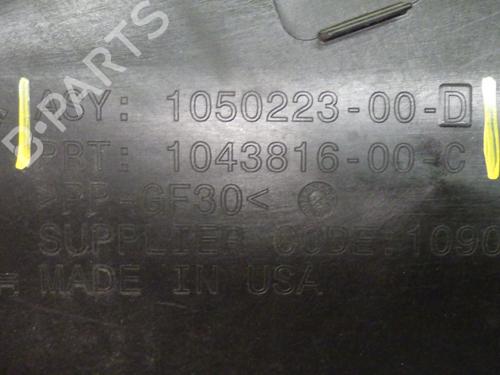 B-PARTS
ASY: 1050223-00-D
PRT: 1043816-00-C
>PP-GF30<
SUPPLIER CODE:1090
MADE IN USA